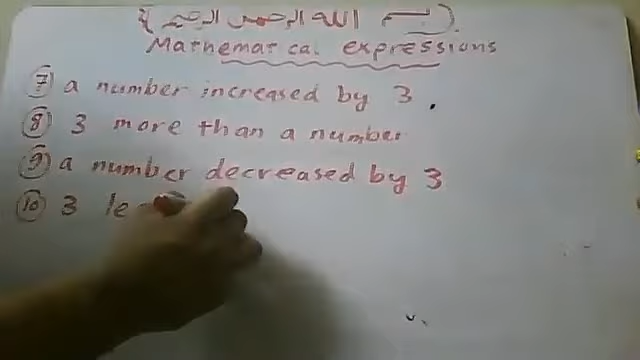 { بسم الله الرحمن الرحيم }
Mathematical expressions
7 a number increased by 3.
8 3 more than a number
9 a number decreased by 3
10 3 le